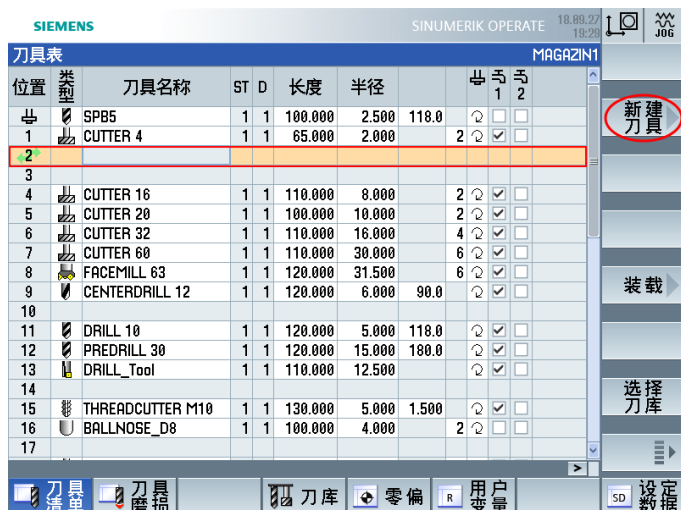 SIEMENS SINUMERIK OPERATE 18.09.27 19:29 JOG
刀具表 MAGAZIN1
位置 类型 刀具名称 ST D 长度 半径 1 2
SPB5 1 1 100.000 2.500 118.0
1 CUTTER 4 1 1 65.000 2.000 2
2
3
4 CUTTER 16 1 1 110.000 8.000 2
5 CUTTER 20 1 1 100.000 10.000 2
6 CUTTER 32 1 1 110.000 16.000 4
7 CUTTER 60 1 1 110.000 30.000 6
8 FACEMILL 63 1 1 120.000 31.500 6
9 CENTERDRILL 12 1 1 120.000 6.000 90.0
10
11 DRILL 10 1 1 120.000 5.000 118.0
12 PREDRILL 30 1 1 120.000 15.000 180.0
13 DRILL_Tool 1 1 110.000 12.500
14
15 THREADCUTTER M10 1 1 130.000 5.000 1.500
16 BALLNOSE_D8 1 1 100.000 4.000 2
17
新建
刀具
装载
选择
刀库
刀具清单 刀具磨损 刀库 零偏 R 用户变量 SD 设定数据